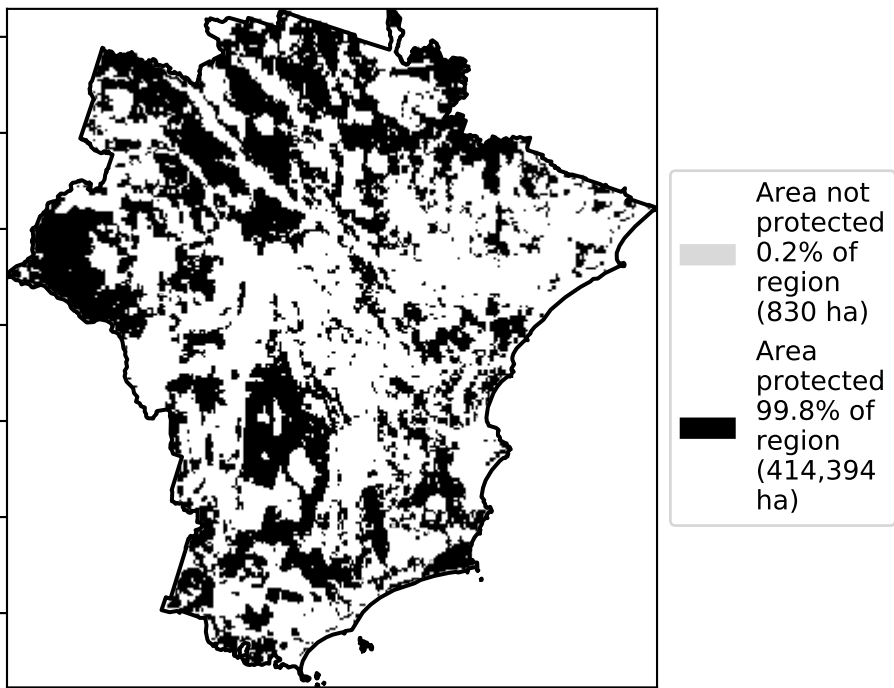 Area not
protected
0.2% of
region
(830 ha)
Area
protected
99.8% of
region
(414,394
ha)